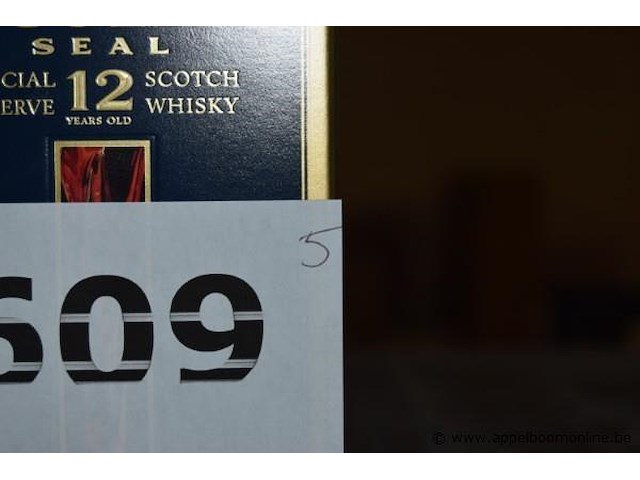 SEAL
CIAL 12 SCOTCH
ERVE WHISKY
YEARS OLD
5
609
© www.appelboomonline.be